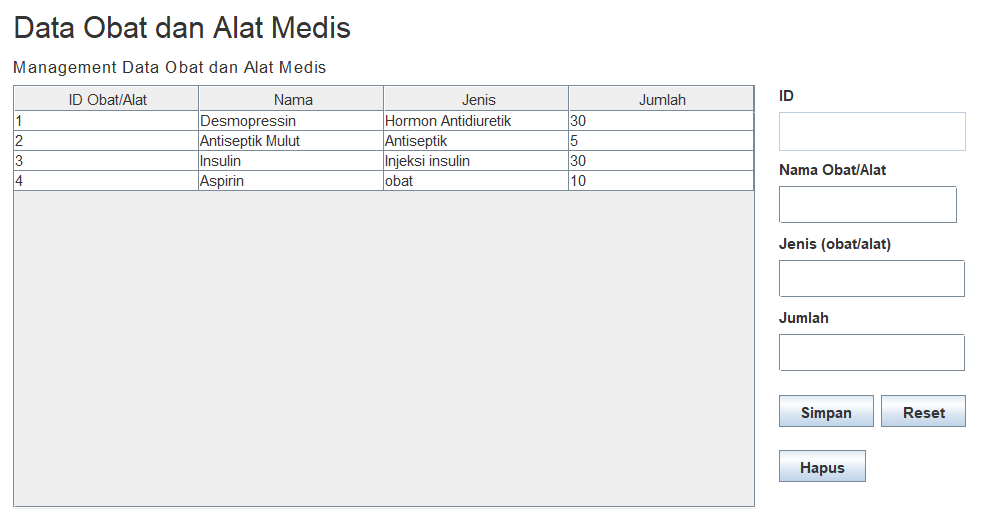 Data Obat dan Alat Medis
Management Data Obat dan Alat Medis
ID Obat/Alat Nama Jenis Jumlah
1 Desmopressin Hormon Antidiuretik 30
2 Antiseptik Mulut Antiseptik 5
3 Insulin Injeksi insulin 30
4 Aspirin obat 10
ID
Nama Obat/Alat
Jenis (obat/alat)
Jumlah
Simpan Reset
Hapus